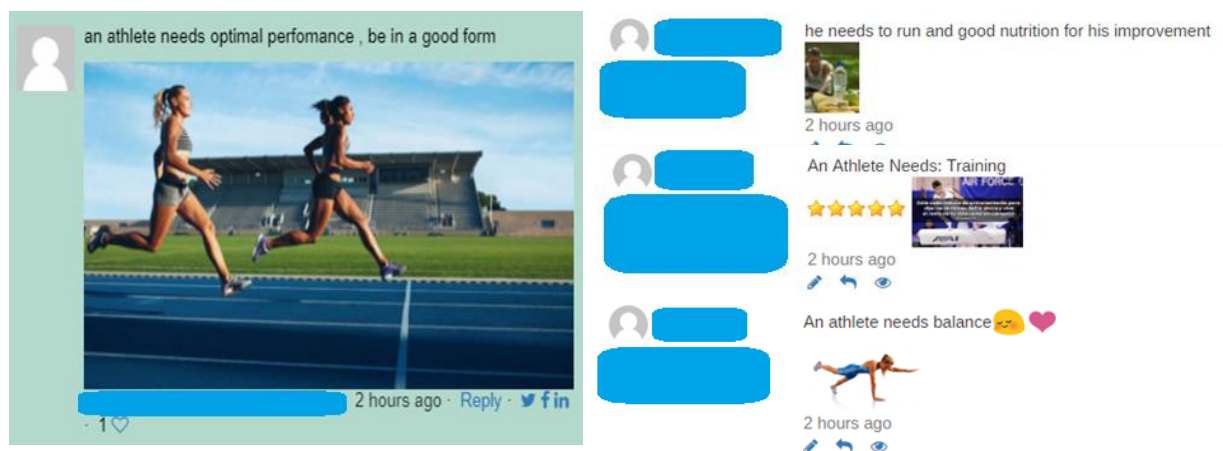 an athlete needs optimal perfomance , be in a good form
2 hours ago · Reply ·
· 1
he needs to run and good nutrition for his improvement
2 hours ago
An Athlete Needs: Training
AIR FORCE
2 hours ago
An athlete needs balance
2 hours ago